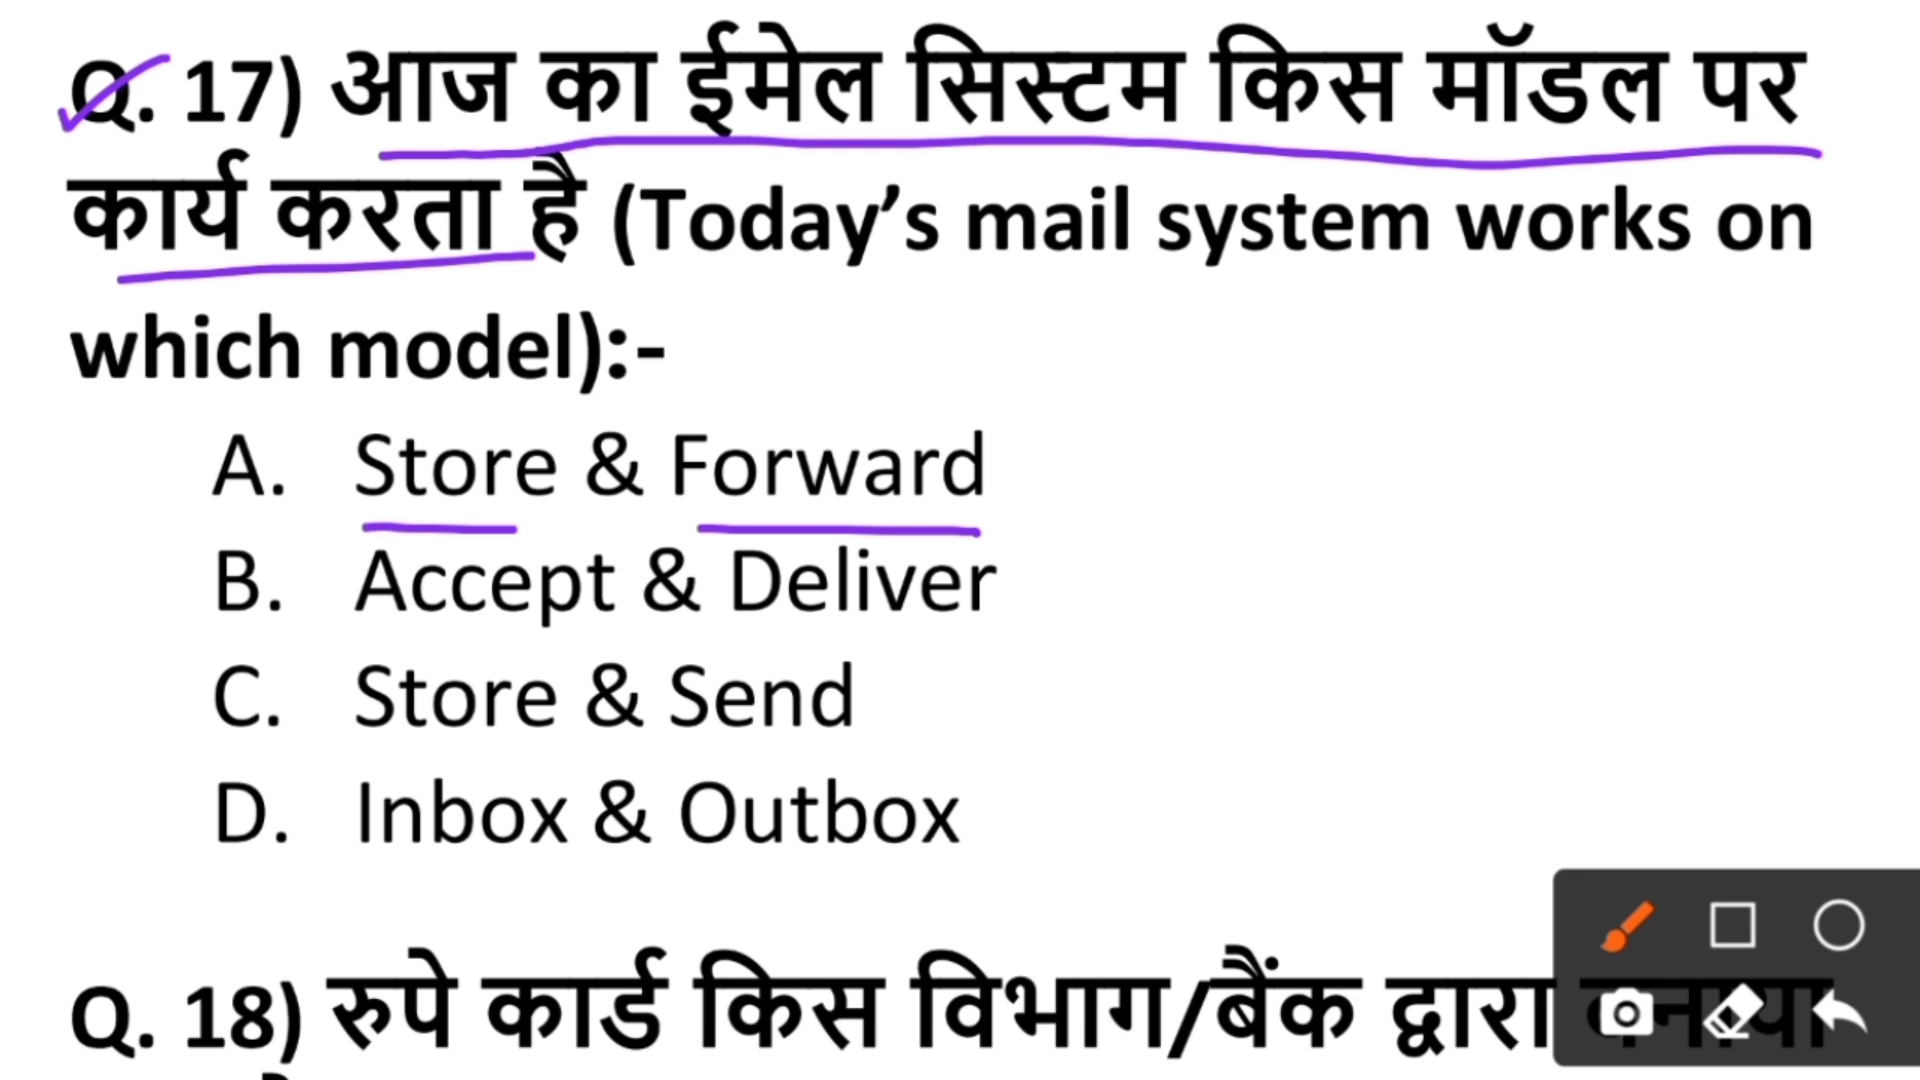 Q. 17) आज का ईमेल सिस्टम किस मॉडल पर
कार्य करता है (Today’s mail system works on
which model):-
A. Store & Forward
B. Accept & Deliver
C. Store & Send
D. Inbox & Outbox
Q. 18) रुपे कार्ड किस विभाग/बैंक द्वारा